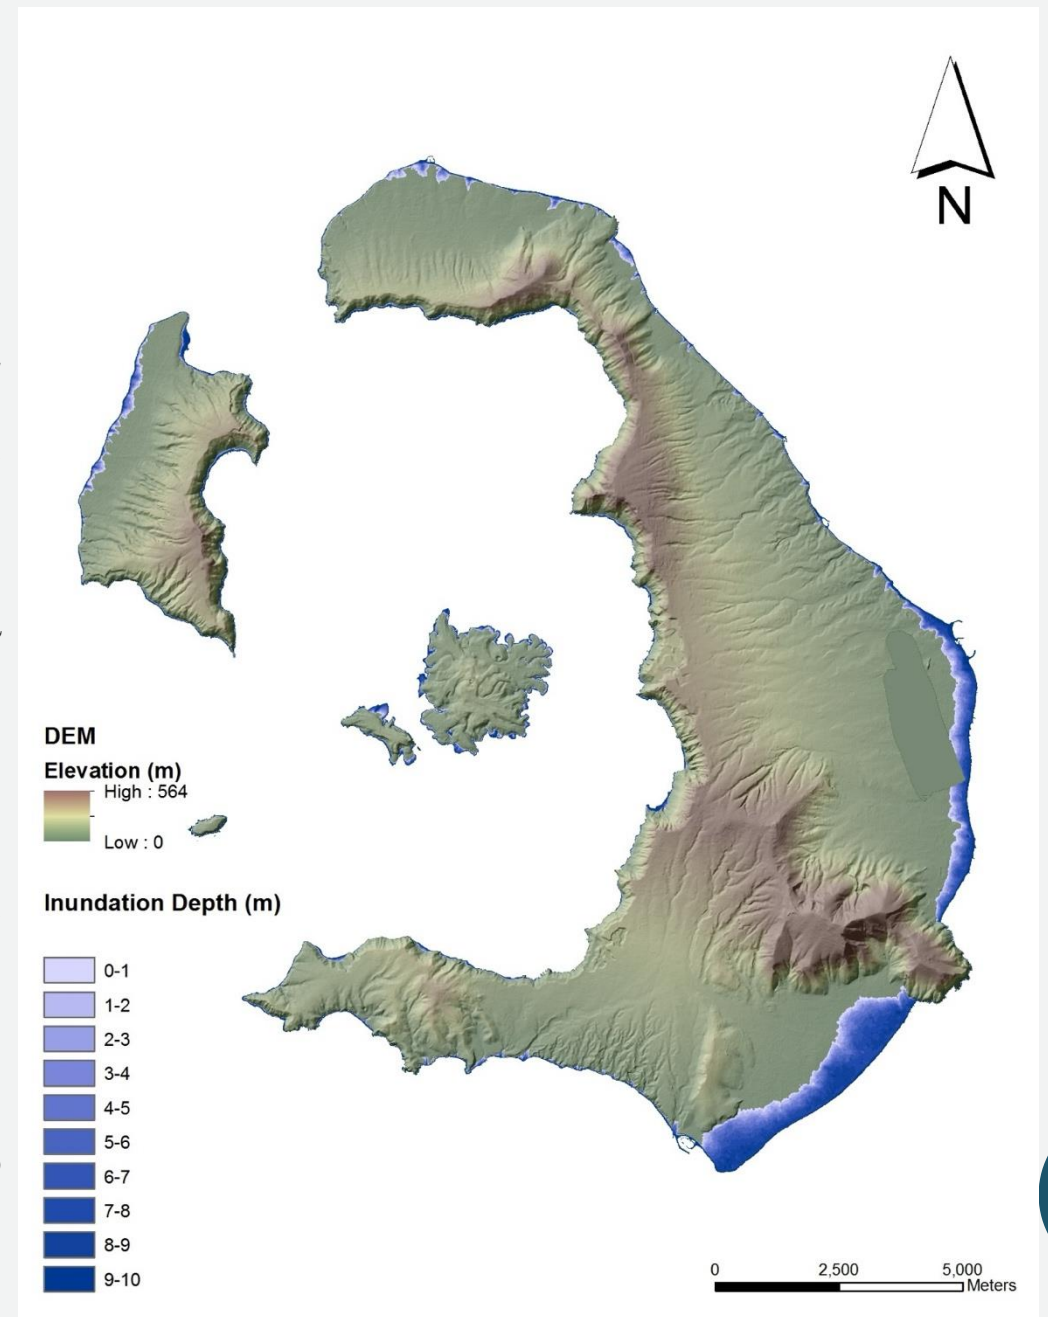 N
DEM
Elevation (m)
High : 564
Low : 0
Inundation Depth (m)
0-1
1-2
2-3
3-4
4-5
5-6
6-7
7-8
8-9
9-10
0 2,500 5,000
Meters